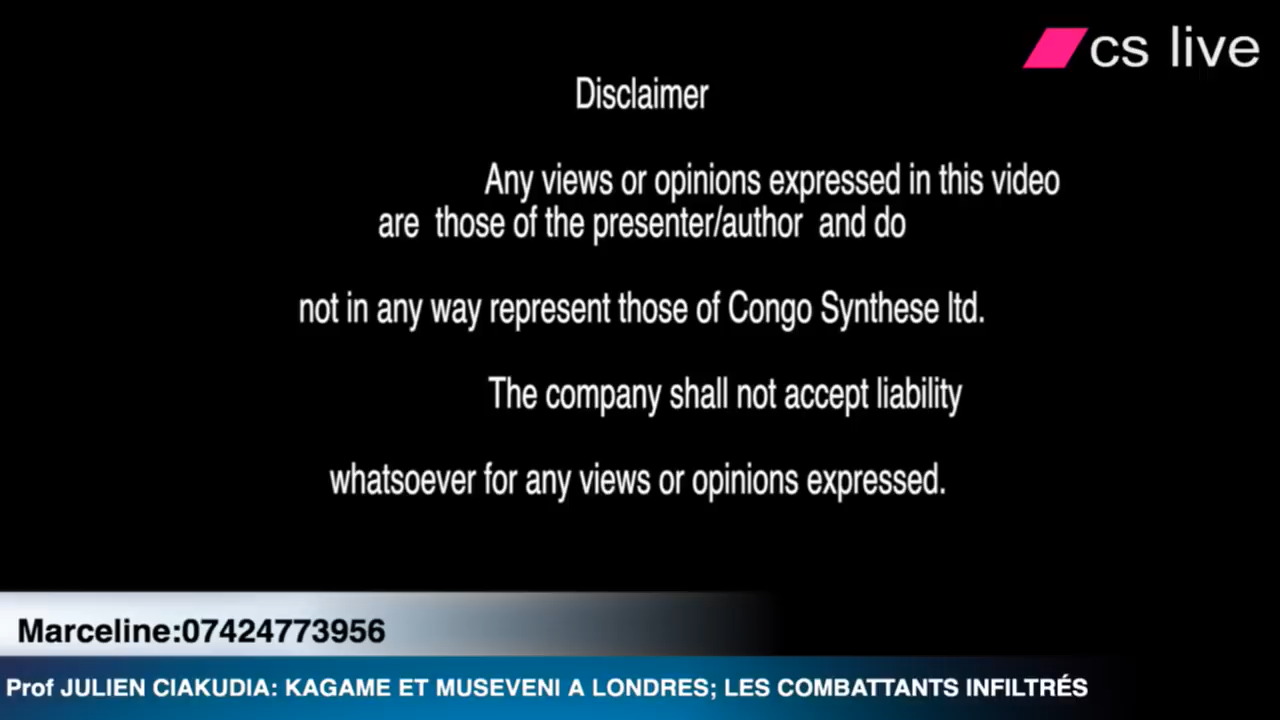 cs live
Disclaimer
Any views or opinions expressed in this video
are those of the presenter/author and do
not in any way represent those of Congo Synthese ltd.
The company shall not accept liability
whatsoever for any views or opinions expressed.
Marceline:07424773956
Prof JULIEN CIAKUDIA: KAGAME ET MUSEVENI A LONDRES; LES COMBATTANTS INFILTRÉS